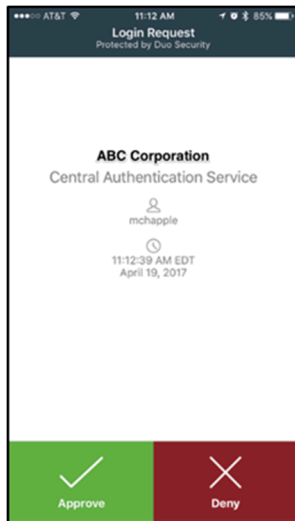 ●●●○○ AT&T 11:12 AM 85%
Login Request
Protected by Duo Security
ABC Corporation
Central Authentication Service
mchapple
11:12:39 AM EDT
April 19, 2017
Approve Deny